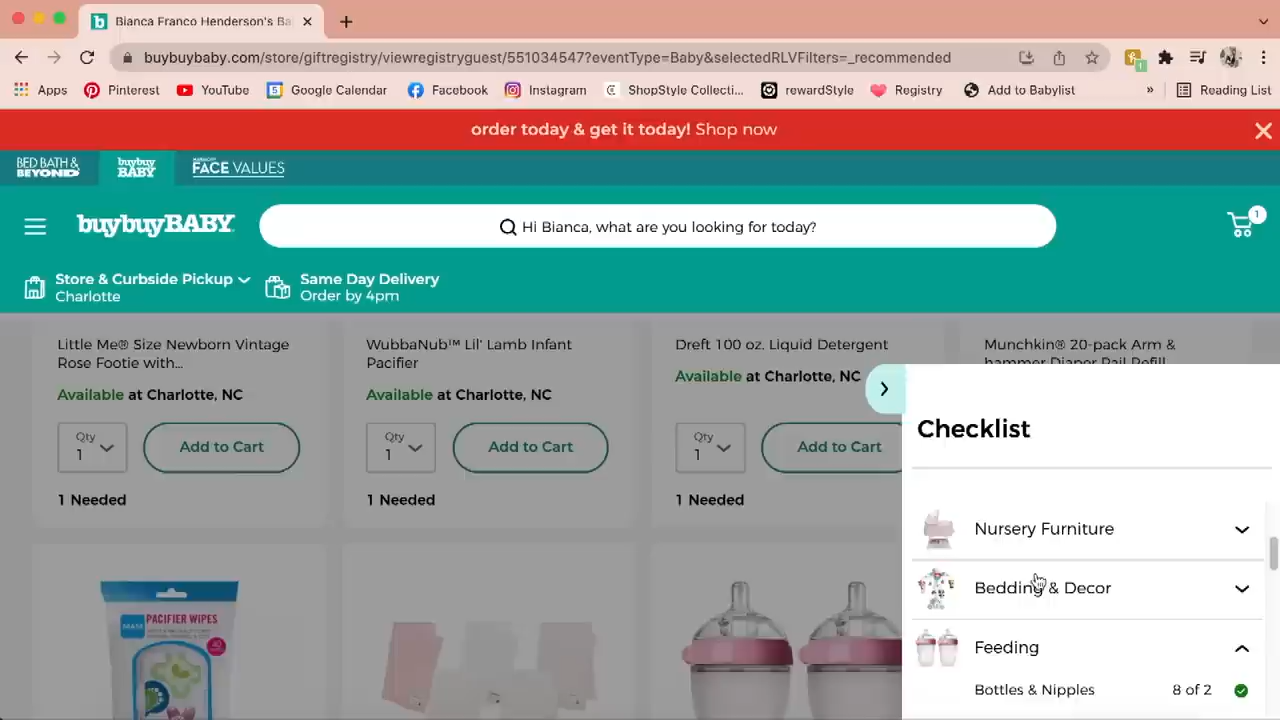 Bianca Franco Henderson's Ba
buybuybaby.com/store/giftregistry/viewregistryguest/551034547?eventType=Baby&selectedRLVFilters=_recommended
Apps Pinterest YouTube Google Calendar Facebook Instagram ShopStyle Collecti... rewardStyle Registry Add to Babylist » Reading List
order today & get it today! Shop now
BED BATH & BEYOND buybuy BABY FACE VALUES
buybuyBABY Hi Bianca, what are you looking for today? 1
Store & Curbside Pickup
Charlotte
Same Day Delivery
Order by 4pm
Little Me® Size Newborn Vintage
Rose Footie with...
Available at Charlotte, NC
Qty
1
Add to Cart
1 Needed
WubbaNub™ Lil' Lamb Infant
Pacifier
Available at Charlotte, NC
Qty
1
Add to Cart
1 Needed
Dreft 100 oz. Liquid Detergent
Available at Charlotte, NC
Qty
1
Add to Cart
1 Needed
Munchkin® 20-pack Arm &
hammer Diaper Pail Refill
Checklist
Nursery Furniture
Bedding & Decor
Feeding
Bottles & Nipples 8 of 2
MAM PACIFIER WIPES
40